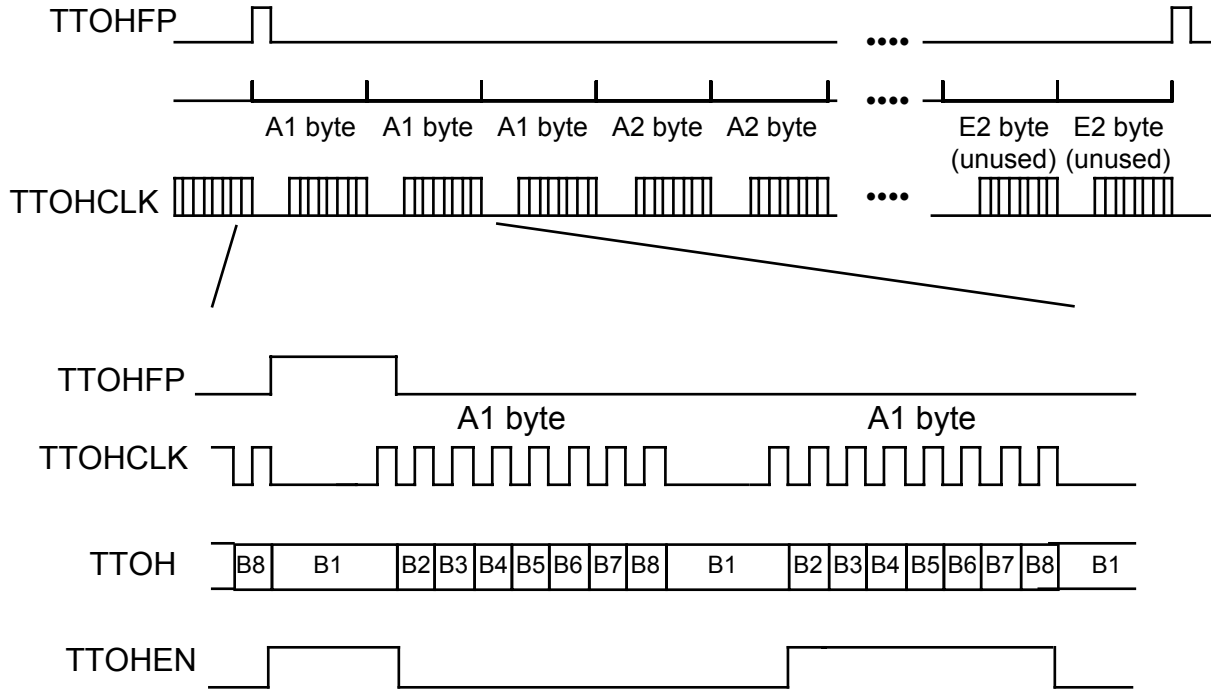 TTOHFP
A1 byte A1 byte A1 byte A2 byte A2 byte E2 byte E2 byte
(unused) (unused)
TTOHCLK
TTOHFP
A1 byte A1 byte
TTOHCLK
TTOH B8 B1 B2 B3 B4 B5 B6 B7 B8 B1 B2 B3 B4 B5 B6 B7 B8 B1
TTOHEN